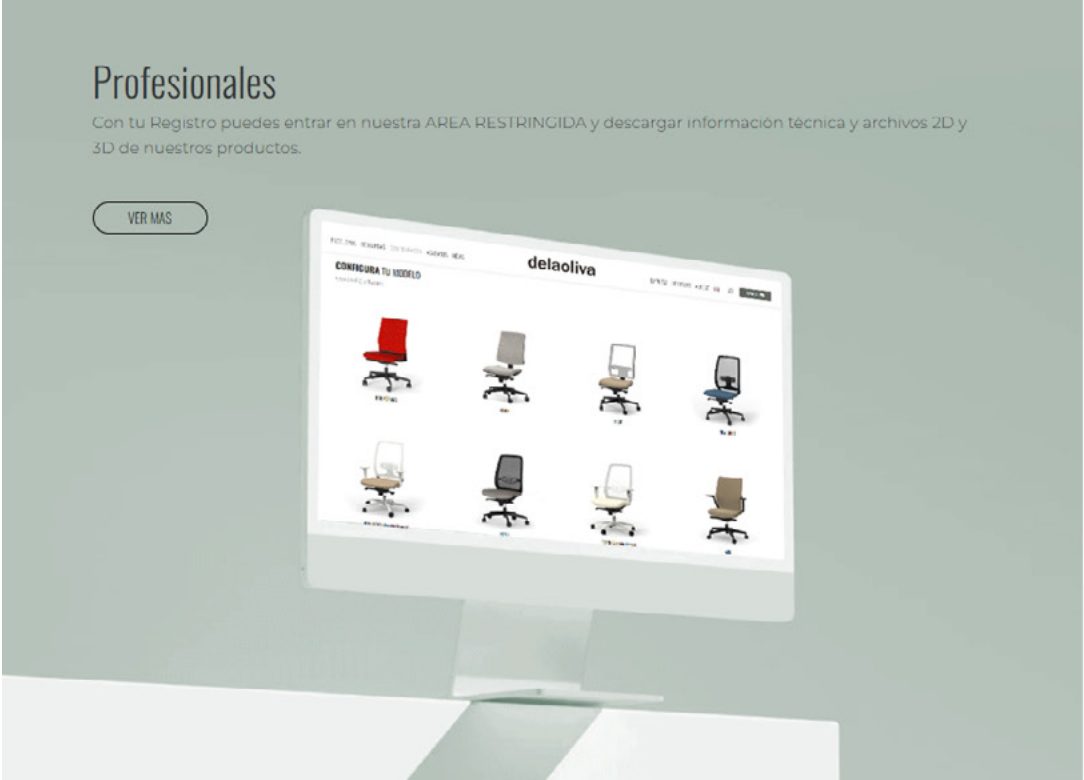 Profesionales
Con tu Registro puedes entrar en nuestra AREA RESTRINGIDA y descargar información técnica y archivos 2D y
3D de nuestros productos.
VER MAS
delaoliva
CONFIGURA TU MODELO